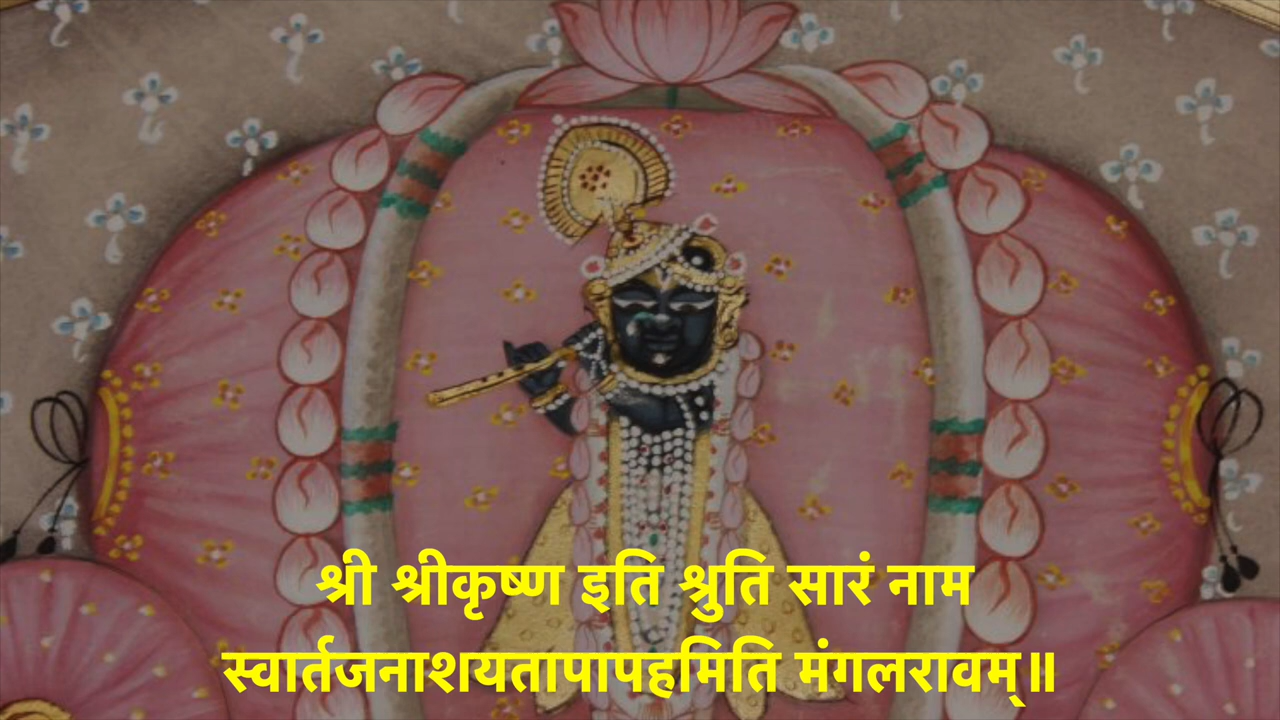 श्री श्रीकृष्ण इति श्रुति सारं नाम
स्वार्तजनाशयतापापहमिति मंगलरावम्॥